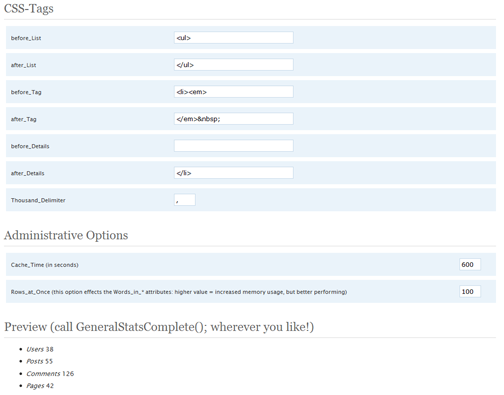 CSS-Tags
before_List <ul>
after_List </ul>
before_Tag <li><em>
after_Tag </em>&nbsp;
before_Details
after_Details </li>
Thousand_Delimiter ,
Administrative Options
Cache_Time (in seconds) 600
Rows_at_Once (this option effects the Words_in_* attributes: higher value = increased memory usage, but better performing) 100
Preview (call GeneralStatsComplete(); wherever you like!)
• Users 38
• Posts 55
• Comments 126
• Pages 42